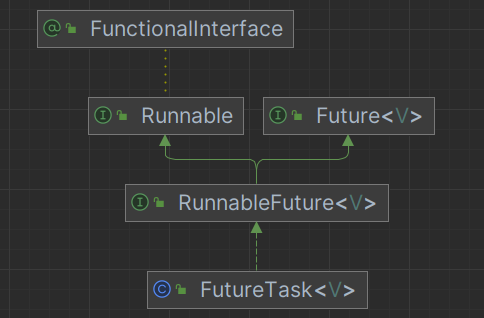 @ FunctionalInterface
I Runnable
I Future<V>
I RunnableFuture<V>
C FutureTask<V>